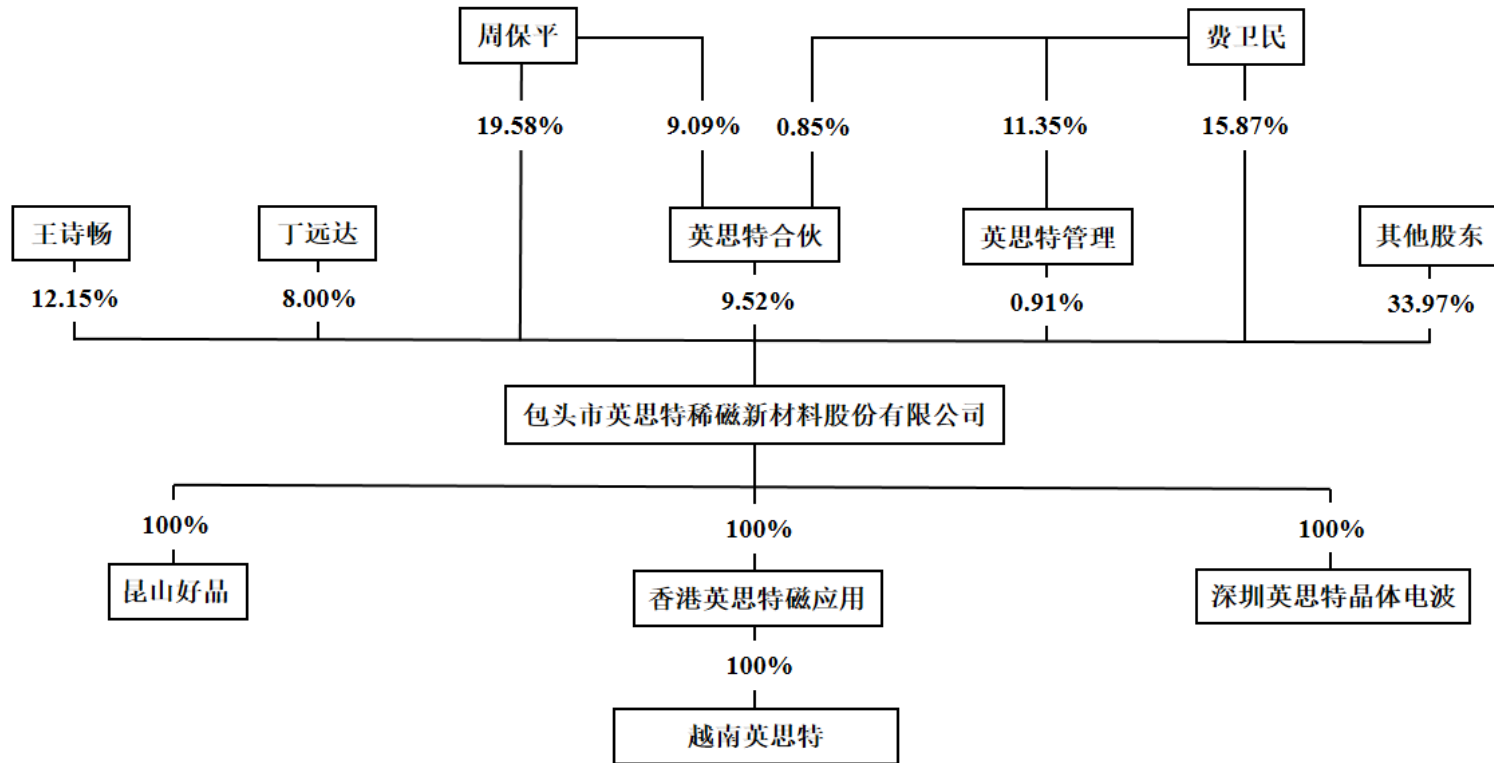 周保平
费卫民
19.58%
9.09%
0.85%
11.35%
15.87%
王诗畅
丁远达
英思特合伙
英思特管理
其他股东
12.15%
8.00%
9.52%
0.91%
33.97%
包头市英思特稀磁新材料股份有限公司
100%
100%
100%
昆山好品
香港英思特磁应用
深圳英思特晶体电波
100%
越南英思特